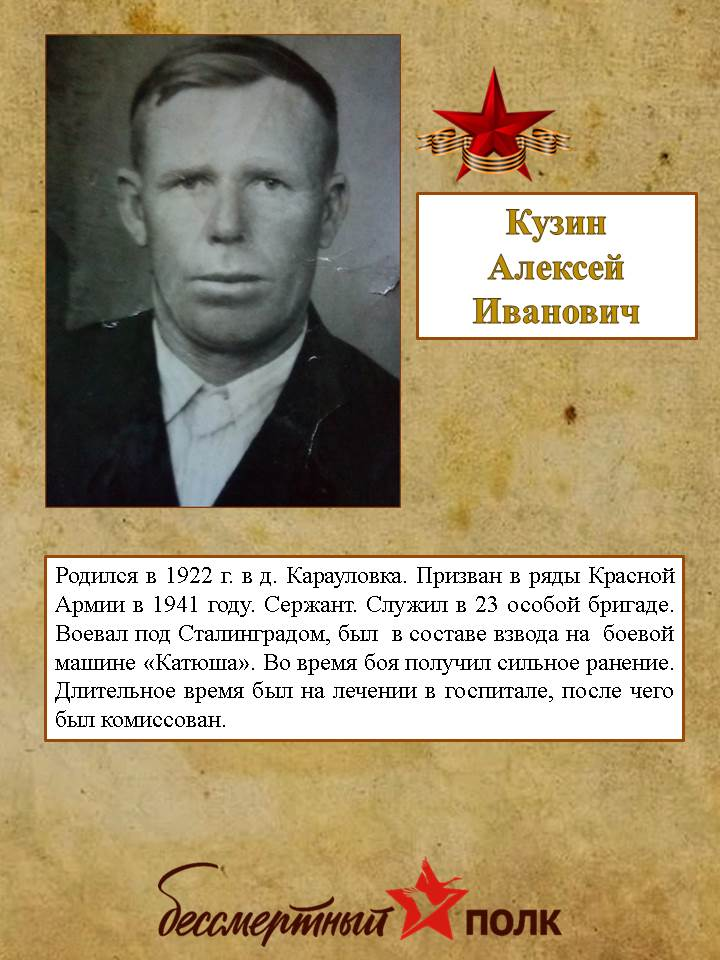 Кузин
Алексей
Иванович
Родился в 1922 г. в д. Карауловка. Призван в ряды Красной
Армии в 1941 году. Сержант. Служил в 23 особой бригаде.
Воевал под Сталинградом, был в составе взвода на боевой
машине «Катюша». Во время боя получил сильное ранение.
Длительное время был на лечении в госпитале, после чего
был комиссован.
бессмертный ПОЛК